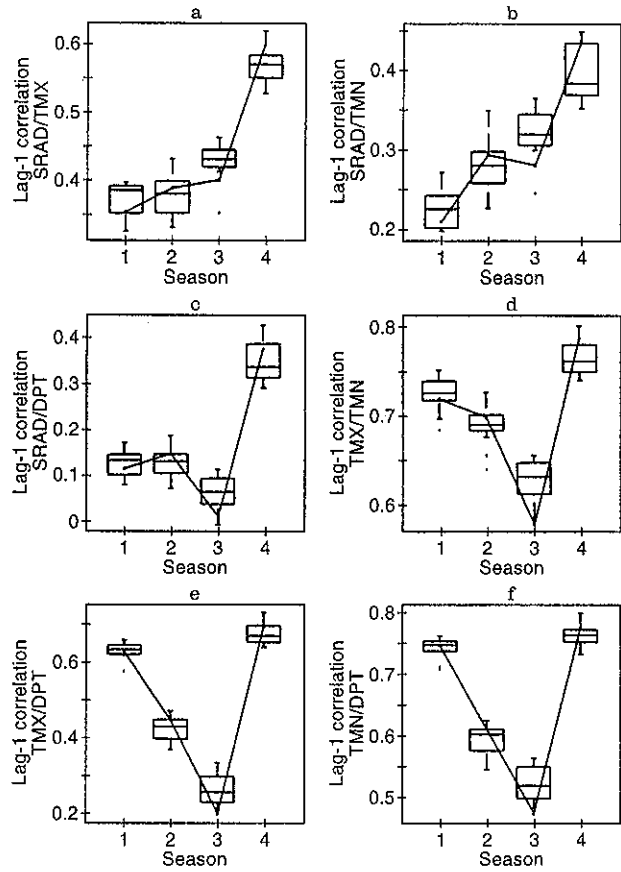 a
Lag-1 correlation
SRAD/TMX
0.6
0.5
0.4
1 2 3 4
Season
b
Lag-1 correlation
SRAD/TMN
0.4
0.3
0.2
1 2 3 4
Season
c
Lag-1 correlation
SRAD/DPT
0.4
0.3
0.2
0.1
0
1 2 3 4
Season
d
Lag-1 correlation
TMX/TMN
0.8
0.7
0.6
1 2 3 4
Season
e
Lag-1 correlation
TMX/DPT
0.6
0.4
0.2
1 2 3 4
Season
f
Lag-1 correlation
TMN/DPT
0.8
0.7
0.6
0.5
1 2 3 4
Season